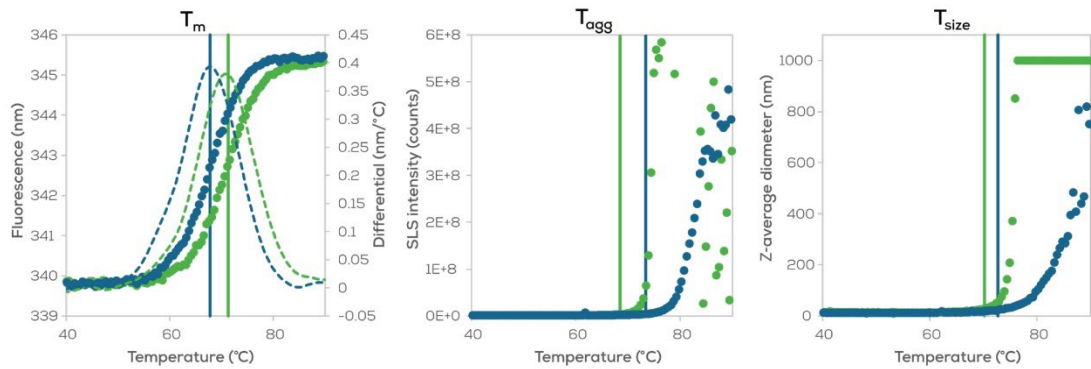 Tm
Fluorescence (nm)
346
345
344
343
342
341
340
339
0.45
0.4
0.35
0.3
0.25
0.2
0.15
0.1
0.05
0
-0.05
Differential (nm/°C)
40 60 80
Temperature (°C)
Tagg
SLS intensity (counts)
6E+8
5E+8
4E+8
3E+8
2E+8
1E+8
0E+0
40 60 80
Temperature (°C)
Tsize
Z-average diameter (nm)
1000
800
600
400
200
0
40 60 80
Temperature (°C)